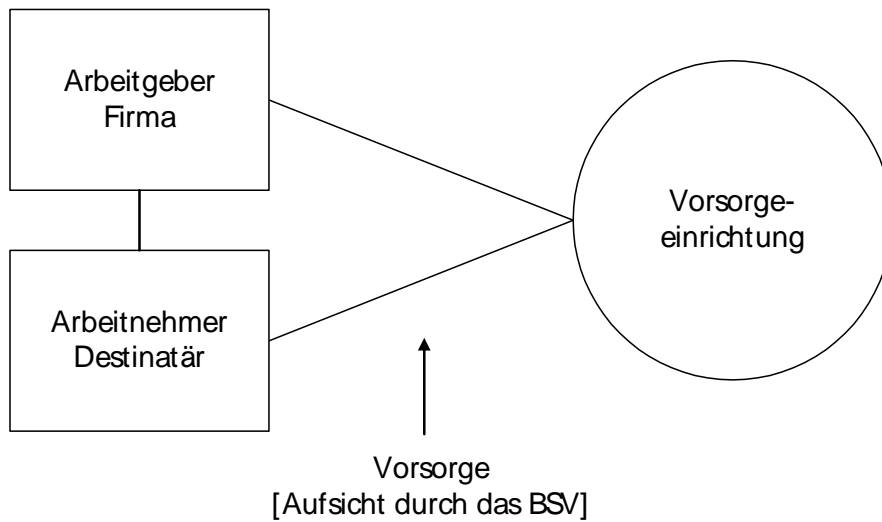 Arbeitgeber
Firma
Vorsorge-
einrichtung
Arbeitnehmer
Destinatär
Vorsorge
[Aufsicht durch das BSV]